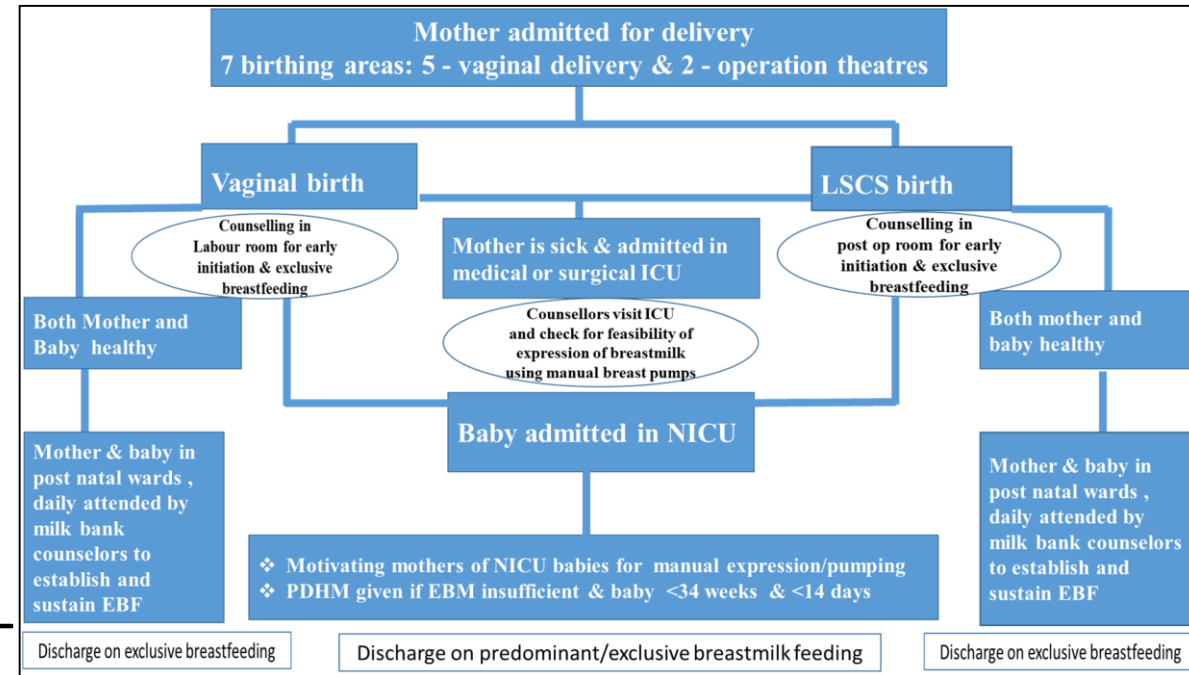 Mother admitted for delivery
7 birthing areas: 5 - vaginal delivery & 2 - operation theatres
Vaginal birth
LSCS birth
Counselling in
Labour room for early
initiation & exclusive
breastfeeding
Mother is sick & admitted in
medical or surgical ICU
Counselling in
post op room for early
initiation & exclusive
breastfeeding
Both Mother and
Baby healthy
Counsellors visit ICU
and check for feasibility of
expression of breastmilk
using manual breast pumps
Both mother and
baby healthy
Baby admitted in NICU
Mother & baby in
post natal wards ,
daily attended by
milk bank
counselors to
establish and
sustain EBF
❖ Motivating mothers of NICU babies for manual expression/pumping
❖ PDHM given if EBM insufficient & baby <34 weeks & <14 days
Mother & baby in
post natal wards ,
daily attended by
milk bank counselors
to establish and
sustain EBF
Discharge on exclusive breastfeeding
Discharge on predominant/exclusive breastmilk feeding
Discharge on exclusive breastfeeding